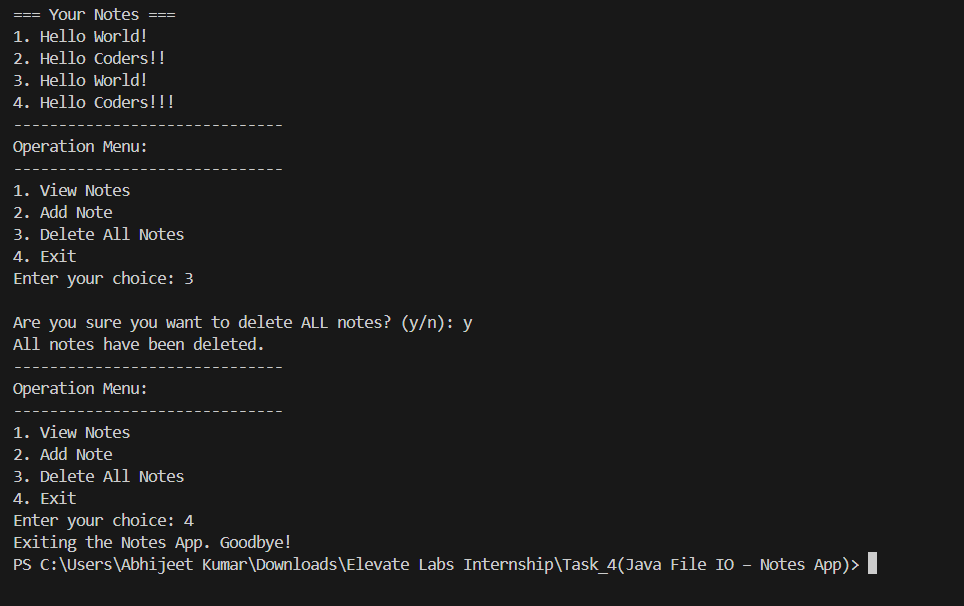 === Your Notes ===
1. Hello World!
2. Hello Coders!!
3. Hello World!
4. Hello Coders!!!
------------------------------
Operation Menu:
------------------------------
1. View Notes
2. Add Note
3. Delete All Notes
4. Exit
Enter your choice: 3
Are you sure you want to delete ALL notes? (y/n): y
All notes have been deleted.
------------------------------
Operation Menu:
------------------------------
1. View Notes
2. Add Note
3. Delete All Notes
4. Exit
Enter your choice: 4
Exiting the Notes App. Goodbye!
PS C:\Users\Abhijeet Kumar\Downloads\Elevate Labs Internship\Task_4(Java File IO – Notes App)>